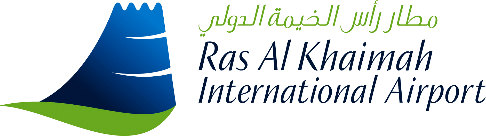 مطار رأس الخيمة الدولي
Ras Al Khaimah
International Airport